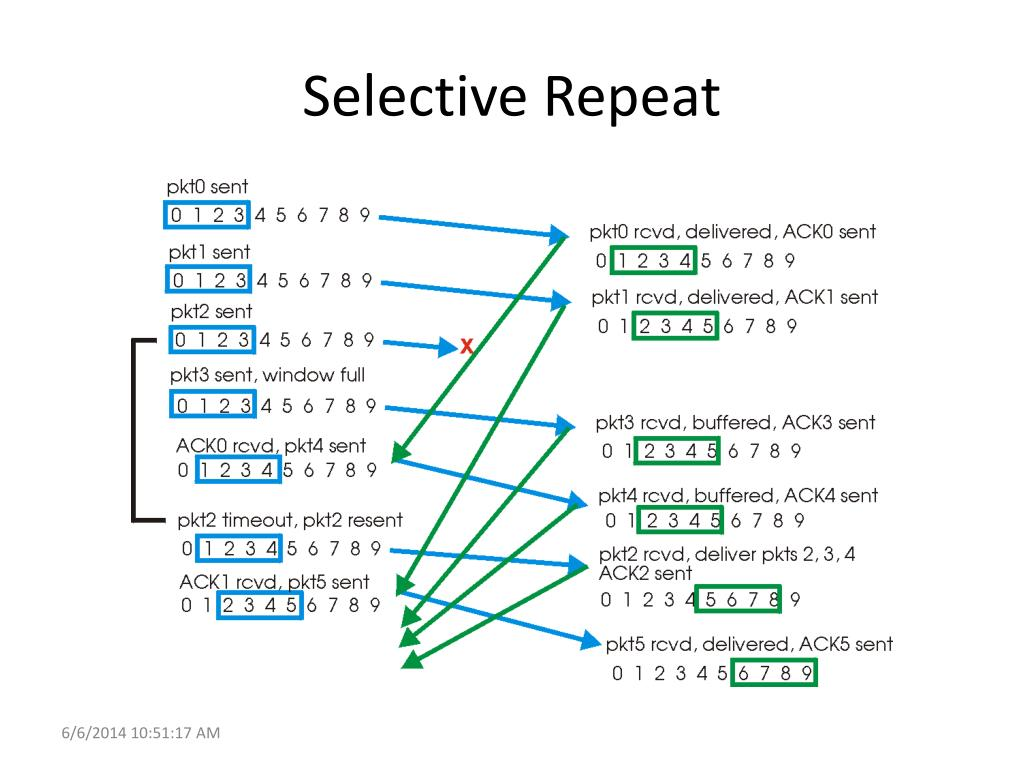 Selective Repeat
pkt0 sent
0 1 2 3 4 5 6 7 8 9
pkt1 sent
0 1 2 3 4 5 6 7 8 9
pkt2 sent
0 1 2 3 4 5 6 7 8 9
X
pkt3 sent, window full
0 1 2 3 4 5 6 7 8 9
ACK0 rcvd, pkt4 sent
0 1 2 3 4 5 6 7 8 9
pkt2 timeout, pkt2 resent
0 1 2 3 4 5 6 7 8 9
ACK1 rcvd, pkt5 sent
0 1 2 3 4 5 6 7 8 9
pkt0 rcvd, delivered, ACK0 sent
0 1 2 3 4 5 6 7 8 9
pkt1 rcvd, delivered, ACK1 sent
0 1 2 3 4 5 6 7 8 9
pkt3 rcvd, buffered, ACK3 sent
0 1 2 3 4 5 6 7 8 9
pkt4 rcvd, buffered, ACK4 sent
0 1 2 3 4 5 6 7 8 9
pkt2 rcvd, deliver pkts 2, 3, 4
ACK2 sent
0 1 2 3 4 5 6 7 8 9
pkt5 rcvd, delivered, ACK5 sent
0 1 2 3 4 5 6 7 8 9
6/6/2014 10:51:17 AM